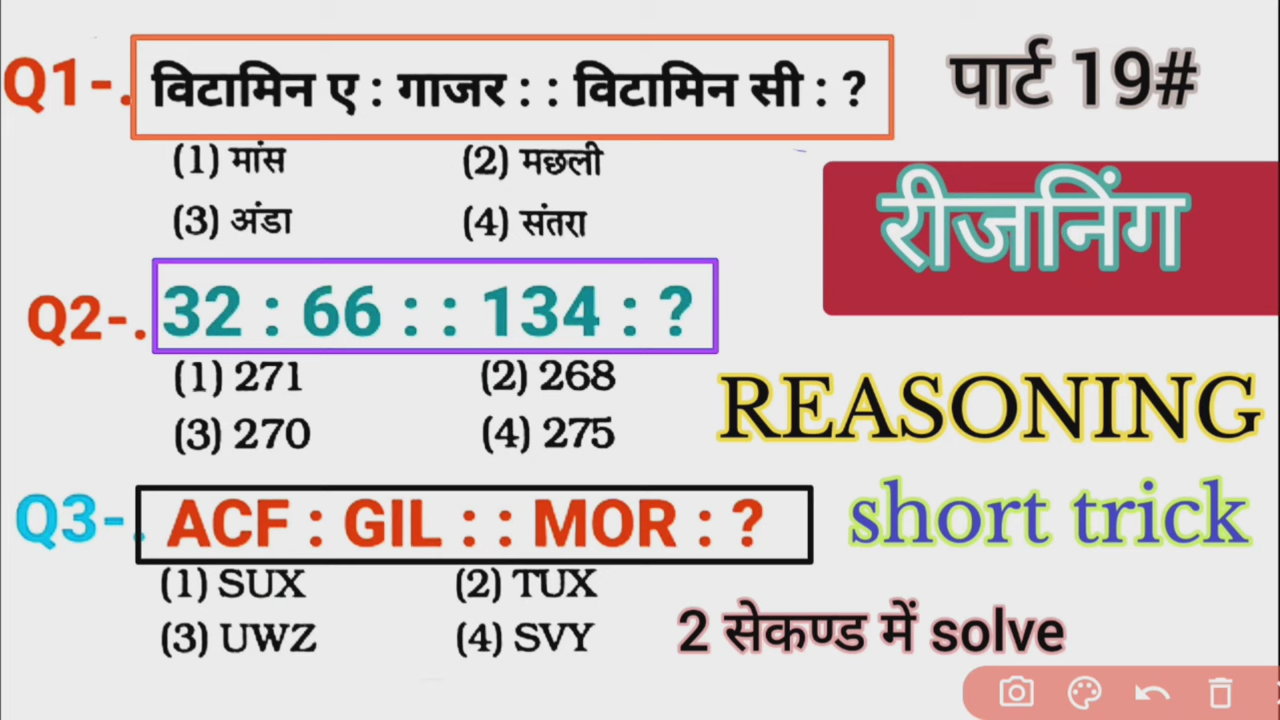 Q1-. विटामिन ए : गाजर : : विटामिन सी : ?
पार्ट 19#
(1) मांस (2) मछली
(3) अंडा (4) संतरा
रीजनिंग
Q2-. 32 : 66 : : 134 : ?
(1) 271 (2) 268
(3) 270 (4) 275
REASONING
Q3-. ACF : GIL : : MOR : ?
short trick
(1) SUX (2) TUX
(3) UWZ (4) SVY
2 सेकण्ड में solve